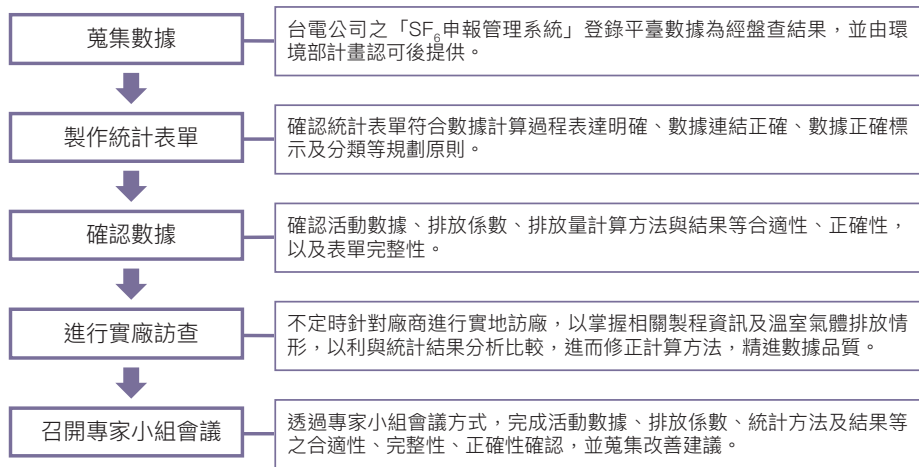 蒐集數據
台電公司之「SF₆申報管理系統」登錄平臺數據為經盤查結果，並由環
境部計畫認可後提供。
製作統計表單
確認統計表單符合數據計算過程表達明確、數據連結正確、數據正確標
示及分類等規劃原則。
確認數據
確認活動數據、排放係數、排放量計算方法與結果等合適性、正確性，
以及表單完整性。
進行實廠訪查
不定時針對廠商進行實地訪廠，以掌握相關製程資訊及溫室氣體排放情
形，以利與統計結果分析比較，進而修正計算方法，精進數據品質。
召開專家小組會議
透過專家小組會議方式，完成活動數據、排放係數、統計方法及結果等
之合適性、完整性、正確性確認，並蒐集改善建議。